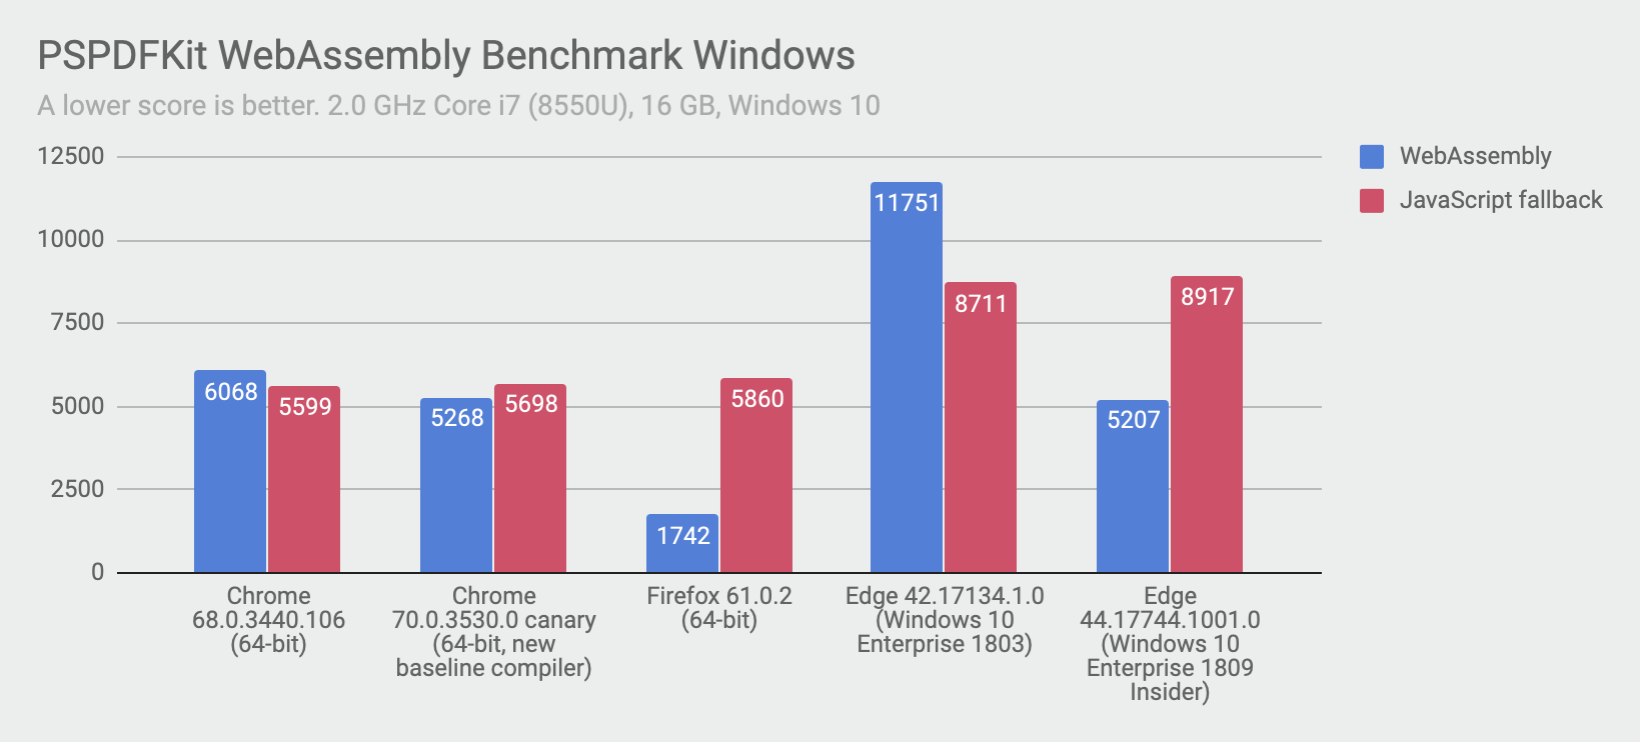 PSPDFKit WebAssembly Benchmark Windows
A lower score is better. 2.0 GHz Core i7 (8550U), 16 GB, Windows 10
WebAssembly
JavaScript fallback
12500
10000
7500
5000
2500
0
6068
5599
5268
5698
1742
5860
11751
8711
5207
8917
Chrome
68.0.3440.106
(64-bit)
Chrome
70.0.3530.0 canary
(64-bit, new
baseline compiler)
Firefox 61.0.2
(64-bit)
Edge 42.17134.1.0
(Windows 10
Enterprise 1803)
Edge
44.17744.1001.0
(Windows 10
Enterprise 1809
Insider)